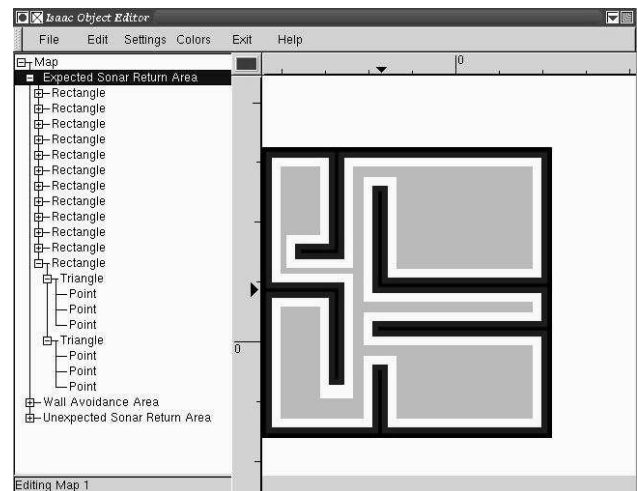 Isaac Object Editor
File Edit Settings Colors Exit Help
Map
Expected Sonar Return Area
Rectangle
Rectangle
Rectangle
Rectangle
Rectangle
Rectangle
Rectangle
Rectangle
Rectangle
Rectangle
Rectangle
Rectangle
Triangle
Point
Point
Point
Triangle
Point
Point
Point
Wall Avoidance Area
Unexpected Sonar Return Area
0
0
Editing Map 1